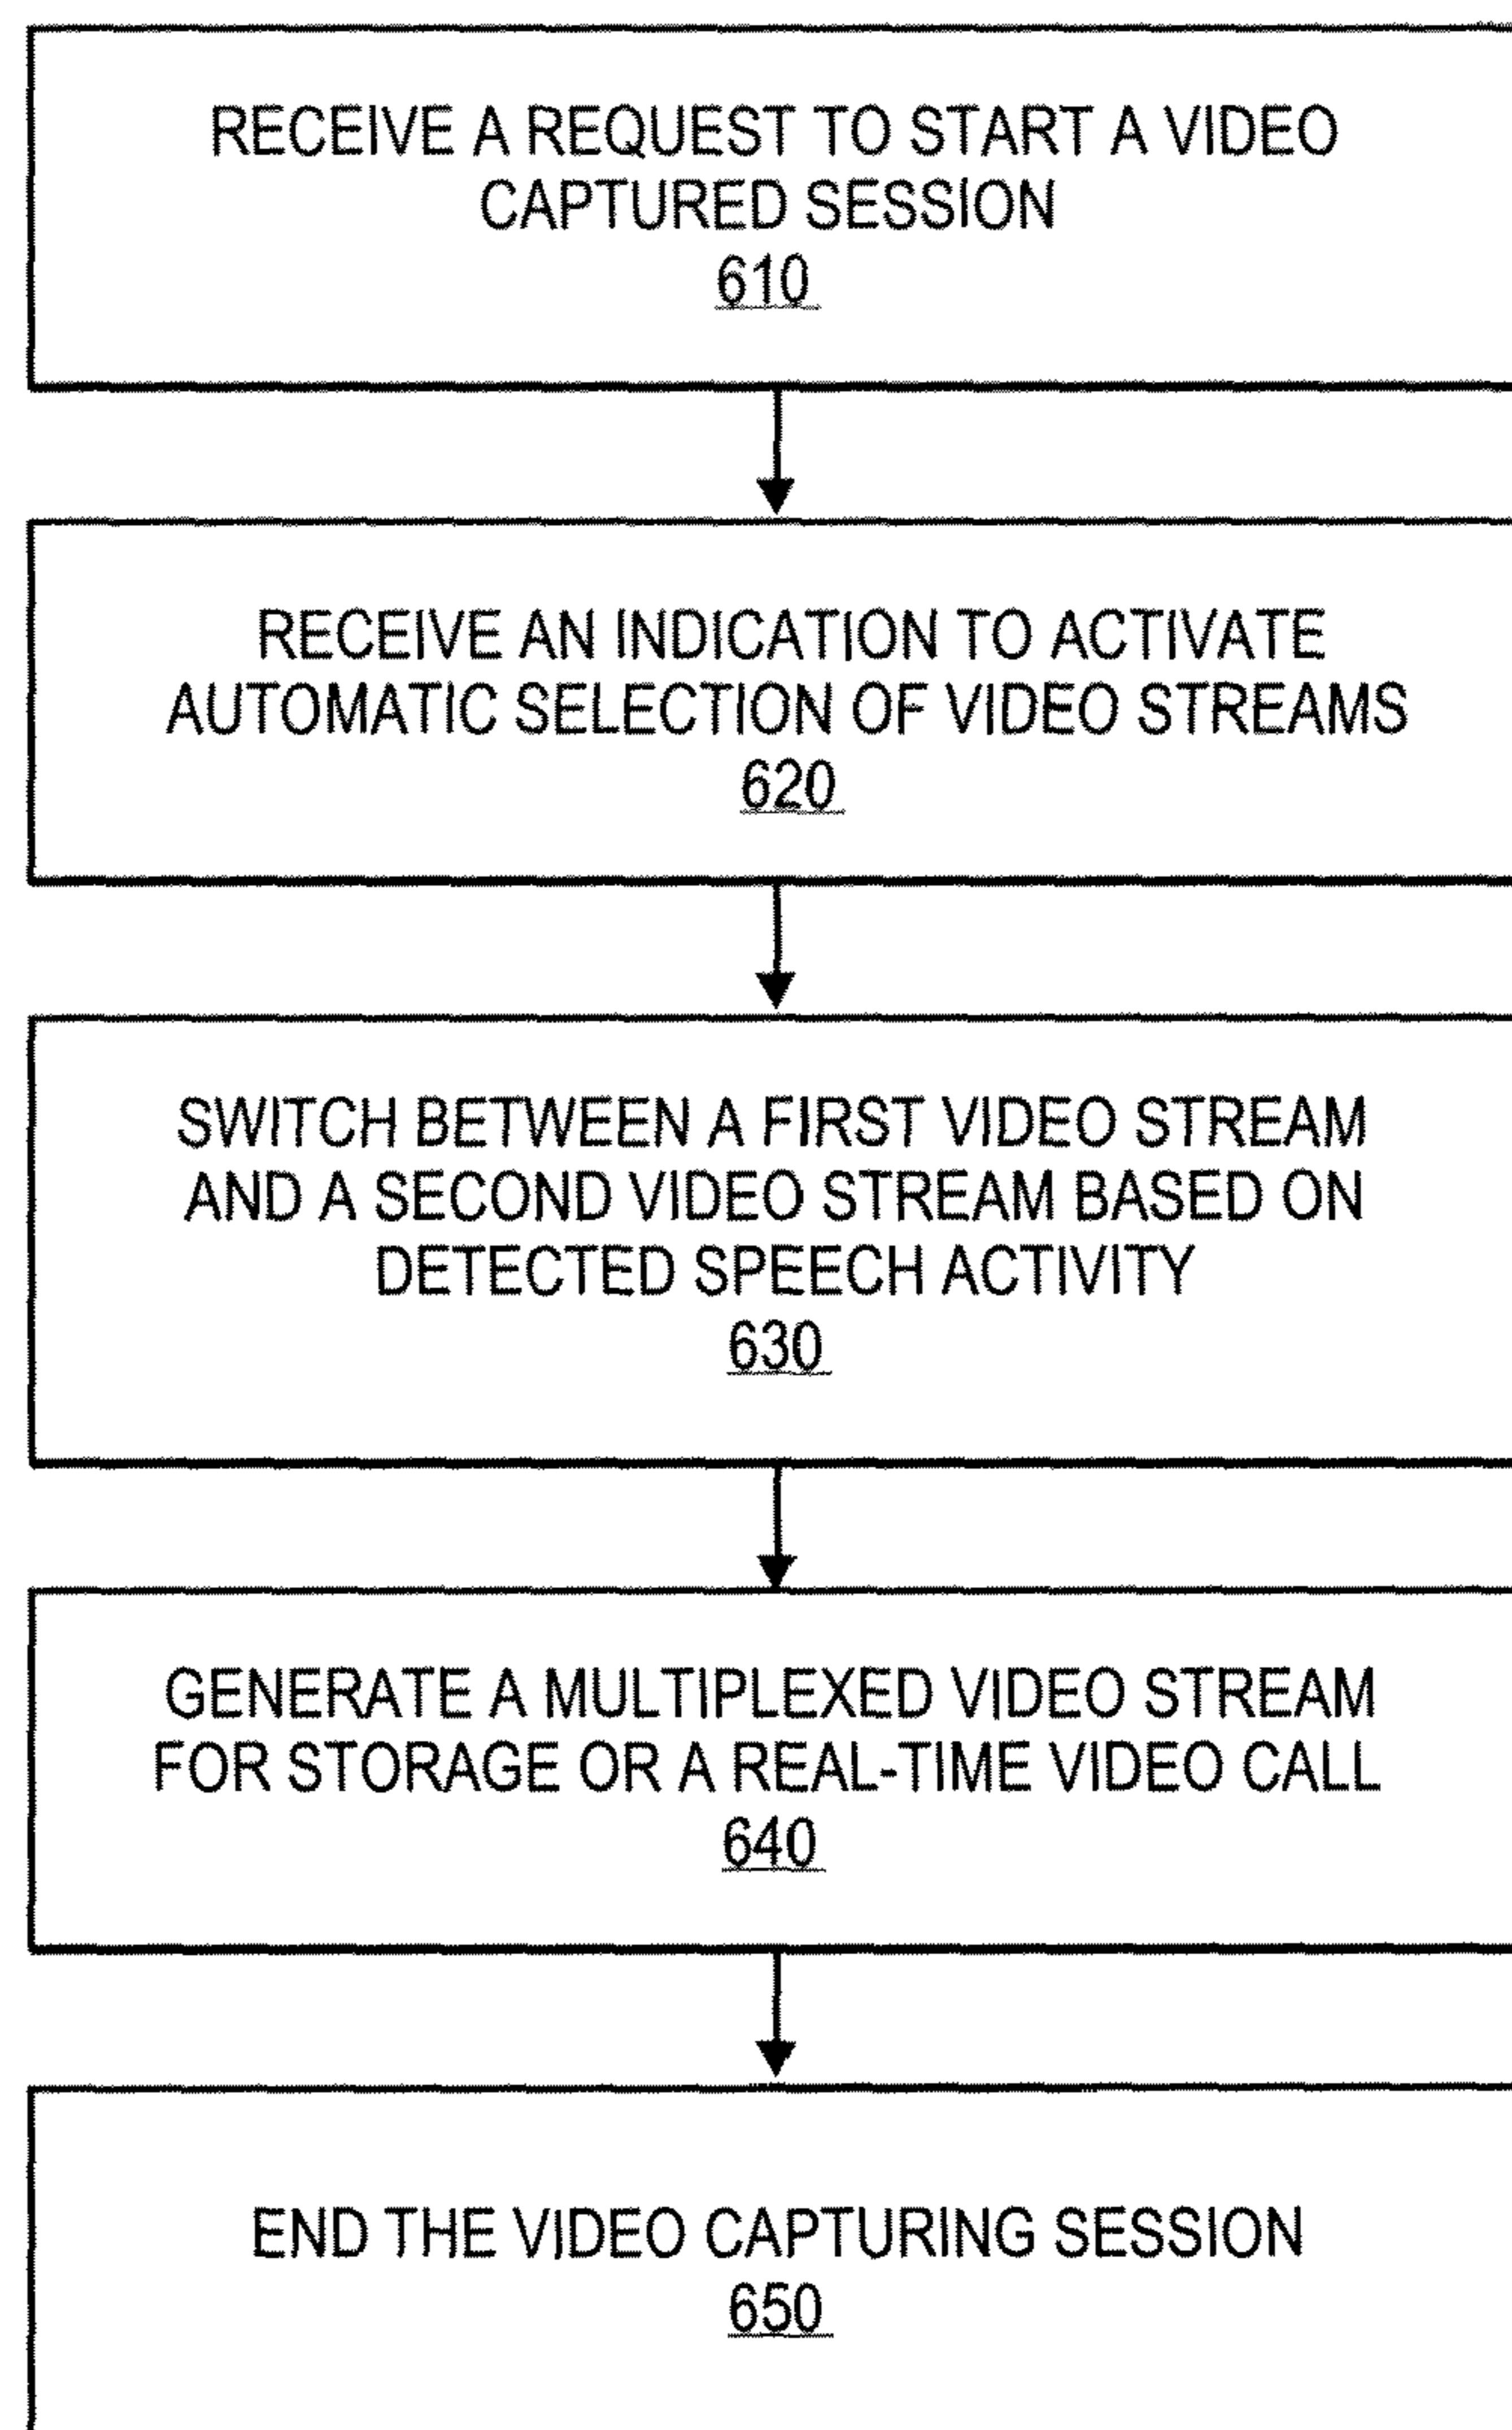 RECEIVE A REQUEST TO START A VIDEO
CAPTURED SESSION
610
RECEIVE AN INDICATION TO ACTIVATE
AUTOMATIC SELECTION OF VIDEO STREAMS
620
SWITCH BETWEEN A FIRST VIDEO STREAM
AND A SECOND VIDEO STREAM BASED ON
DETECTED SPEECH ACTIVITY
630
GENERATE A MULTIPLEXED VIDEO STREAM
FOR STORAGE OR A REAL-TIME VIDEO CALL
640
END THE VIDEO CAPTURING SESSION
650